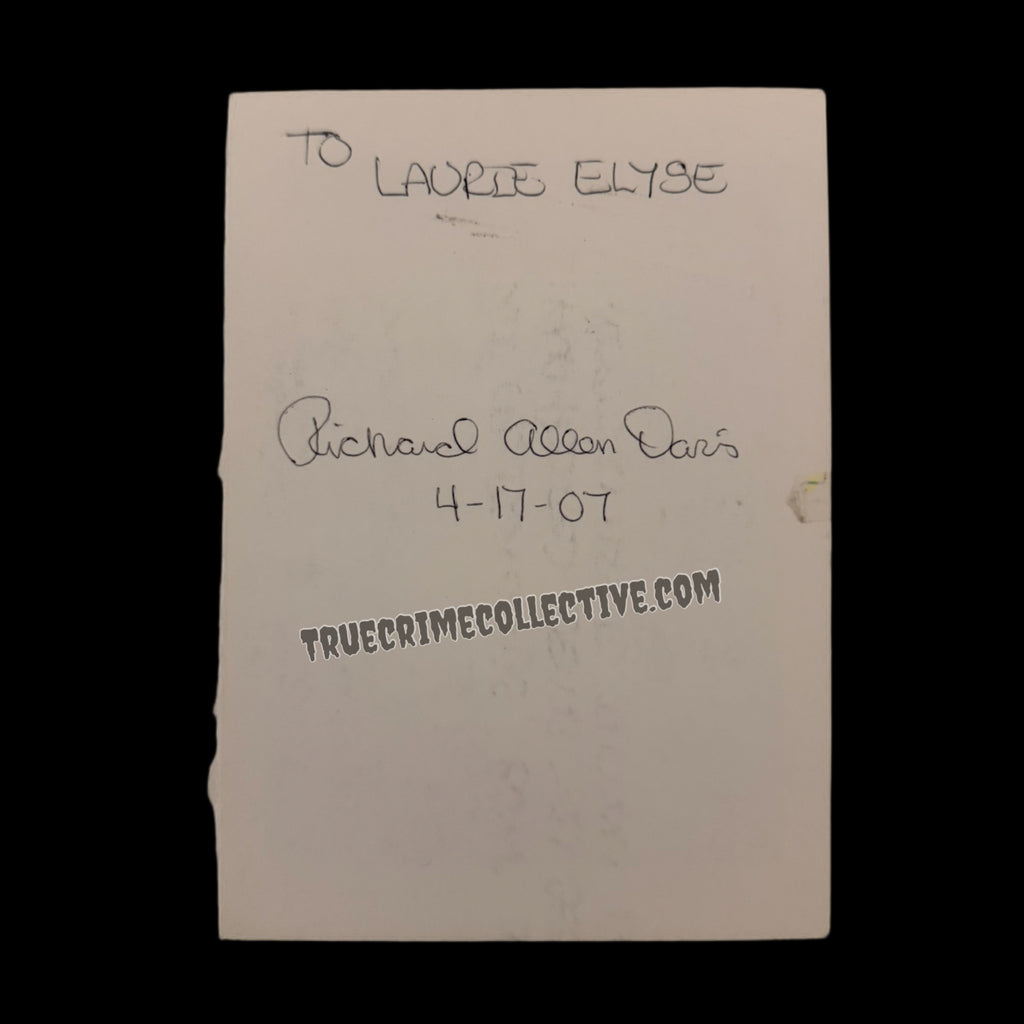 TO
LAURIE ELYSE
Richard Allen Davis
4-17-07
TRUECRIMECOLLECTIVE.COM